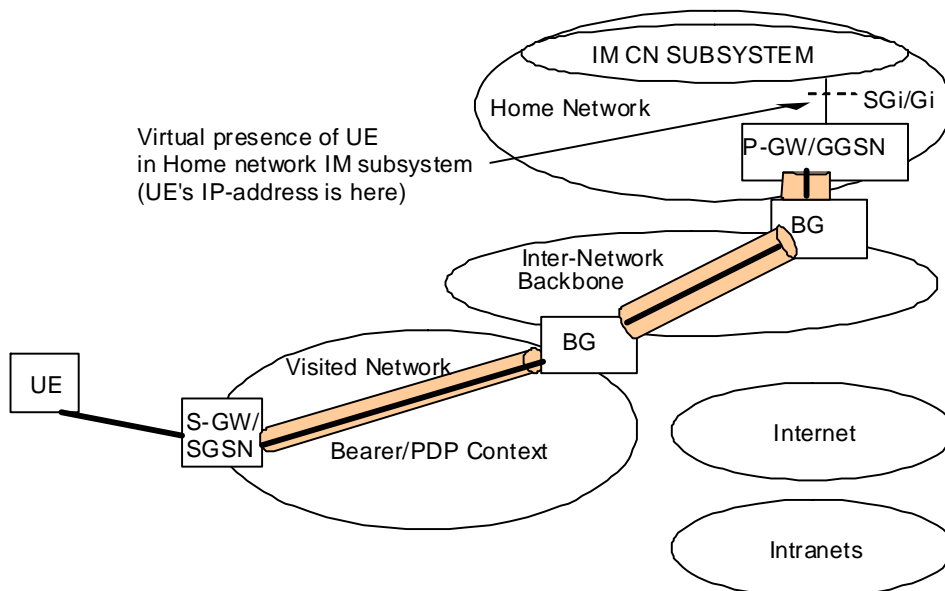 IM CN SUBSYSTEM
Home Network
SGi/Gi
Virtual presence of UE
in Home network IM subsystem
(UE's IP-address is here)
P-GW/GGSN
BG
Inter-Network
Backbone
BG
Visited Network
UE
S-GW/
SGSN
Bearer/PDP Context
Internet
Intranets